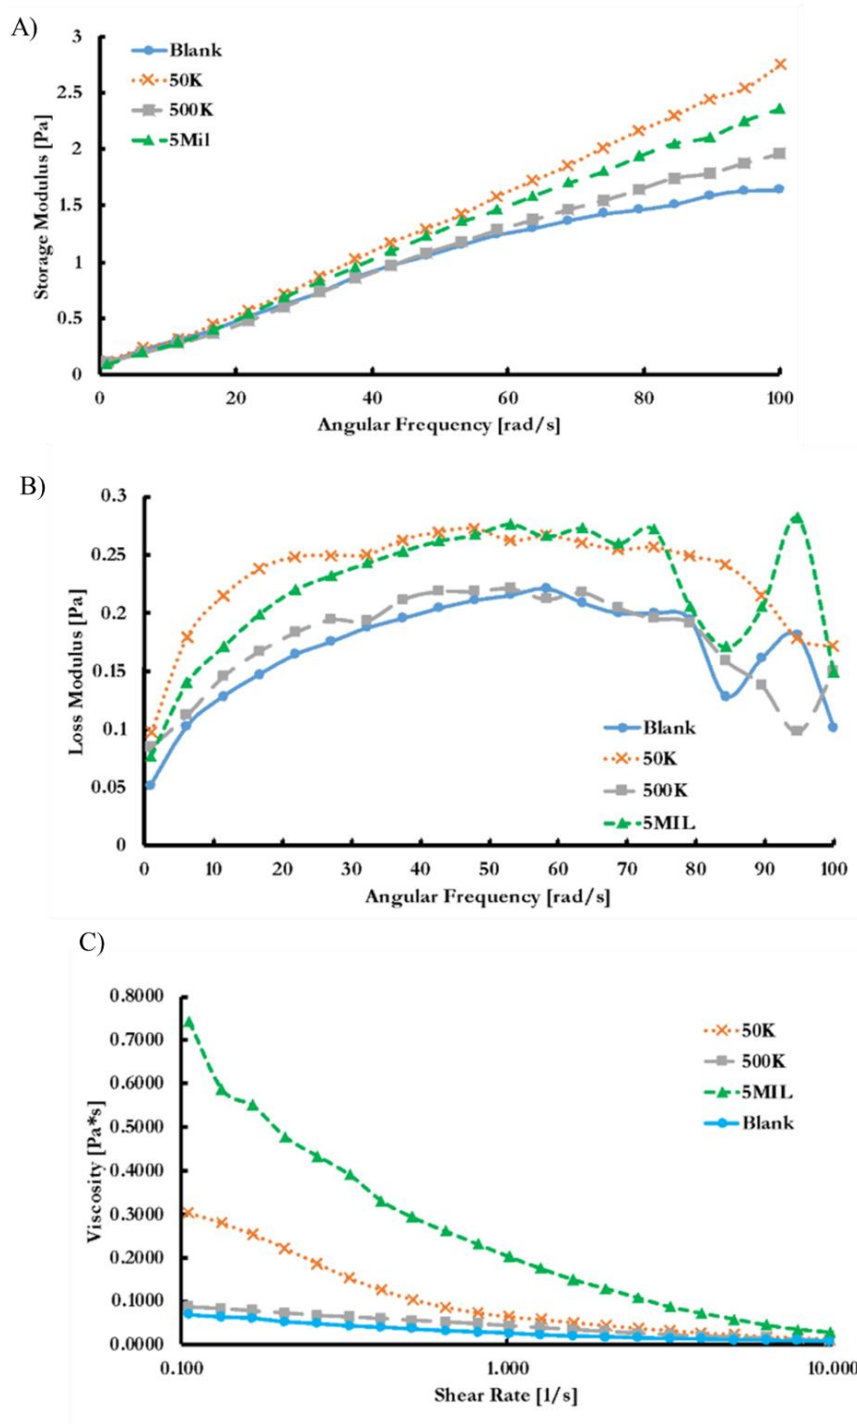 A)
3
2.5
2
1.5
1
0.5
0
Storage Modulus [Pa]
Blank
50K
500K
5Mil
0 20 40 60 80 100
Angular Frequency [rad/s]
B)
0.3
0.25
0.2
0.15
0.1
0.05
0
Loss Modulus [Pa]
Blank
50K
500K
5MIL
0 10 20 30 40 50 60 70 80 90 100
Angular Frequency [rad/s]
C)
0.8000
0.7000
0.6000
0.5000
0.4000
0.3000
0.2000
0.1000
0.0000
Viscosity [Pa*s]
50K
500K
5MIL
Blank
0.100 1.000 10.000
Shear Rate [1/s]